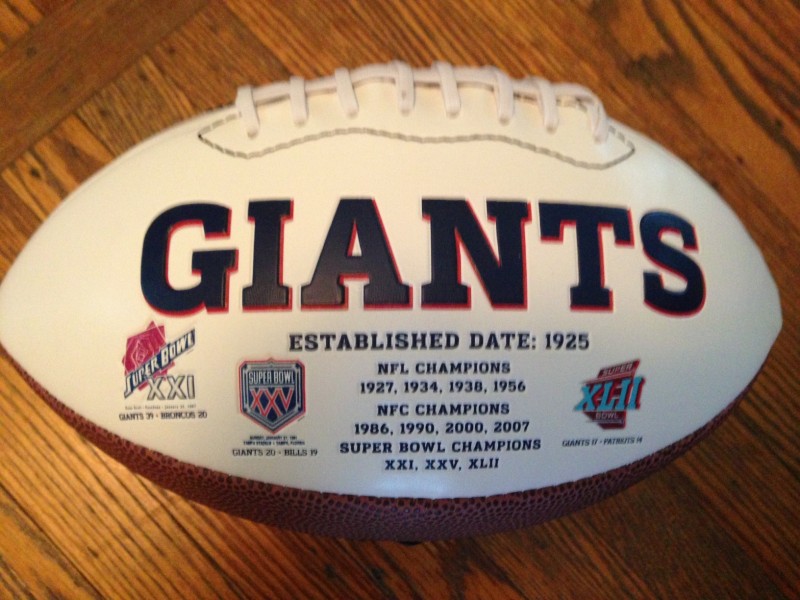 GIANTS
ESTABLISHED DATE: 1925
NFL CHAMPIONS
1927, 1934, 1938, 1956
NFC CHAMPIONS
1986, 1990, 2000, 2007
SUPER BOWL CHAMPIONS
XXI, XXV, XLII
SUPER BOWL
XXI
GIANTS 39 - BRONCOS 20
SUPER BOWL
XXV
GIANTS 20 - BILLS 19
SUPER
XLII
BOWL
GIANTS 17 - PATRIOTS 14